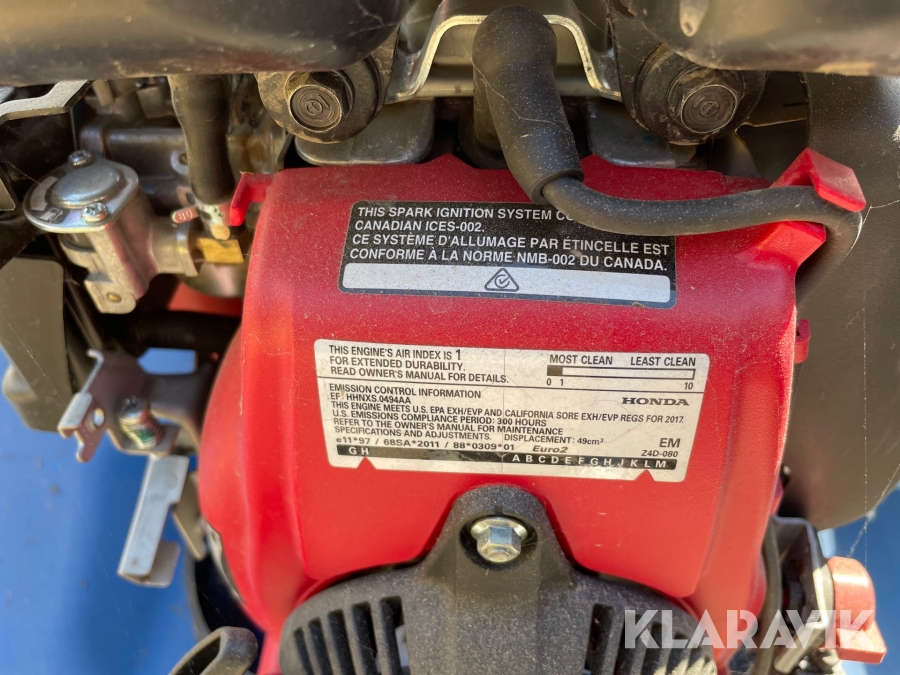 THIS SPARK IGNITION SYSTEM
CANADIAN ICES-002.
CE SYSTÈME D'ALLUMAGE PAR ÉTINCELLE EST
CONFORME À LA NORME NMB-002 DU CANADA.
THIS ENGINE'S AIR INDEX IS 1
FOR EXTENDED DURABILITY.
READ OWNER'S MANUAL FOR DETAILS.
MOST CLEAN LEAST CLEAN
0 1 10
EMISSION CONTROL INFORMATION
HONDA
EF: HHNXS.0494AA
THIS ENGINE MEETS U.S. EPA EXH/EVP AND CALIFORNIA SORE EXH/EVP REGS FOR 2017.
U.S. EMISSIONS COMPLIANCE PERIOD: 300 HOURS
REFER TO THE OWNER'S MANUAL FOR MAINTENANCE
SPECIFICATIONS AND ADJUSTMENTS. DISPLACEMENT: 49cm³ EM
e11*97 / 68SA*2011 / 88*0309*01 Euro2 Z4D-080
G H A B C D E F G H J K L M
KLARAVIK